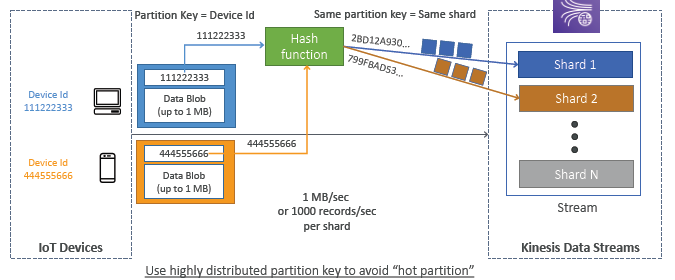 Partition Key = Device Id
Same partition key = Same shard
111222333
Hash
function
2BD12A930...
799FBAD53...
111222333
Data Blob
(up to 1 MB)
Device Id
111222333
444555666
Data Blob
(up to 1 MB)
Device Id
444555666
Shard 1
Shard 2
Shard N
Stream
1 MB/sec
or 1000 records/sec
per shard
IoT Devices
Kinesis Data Streams
Use highly distributed partition key to avoid “hot partition”